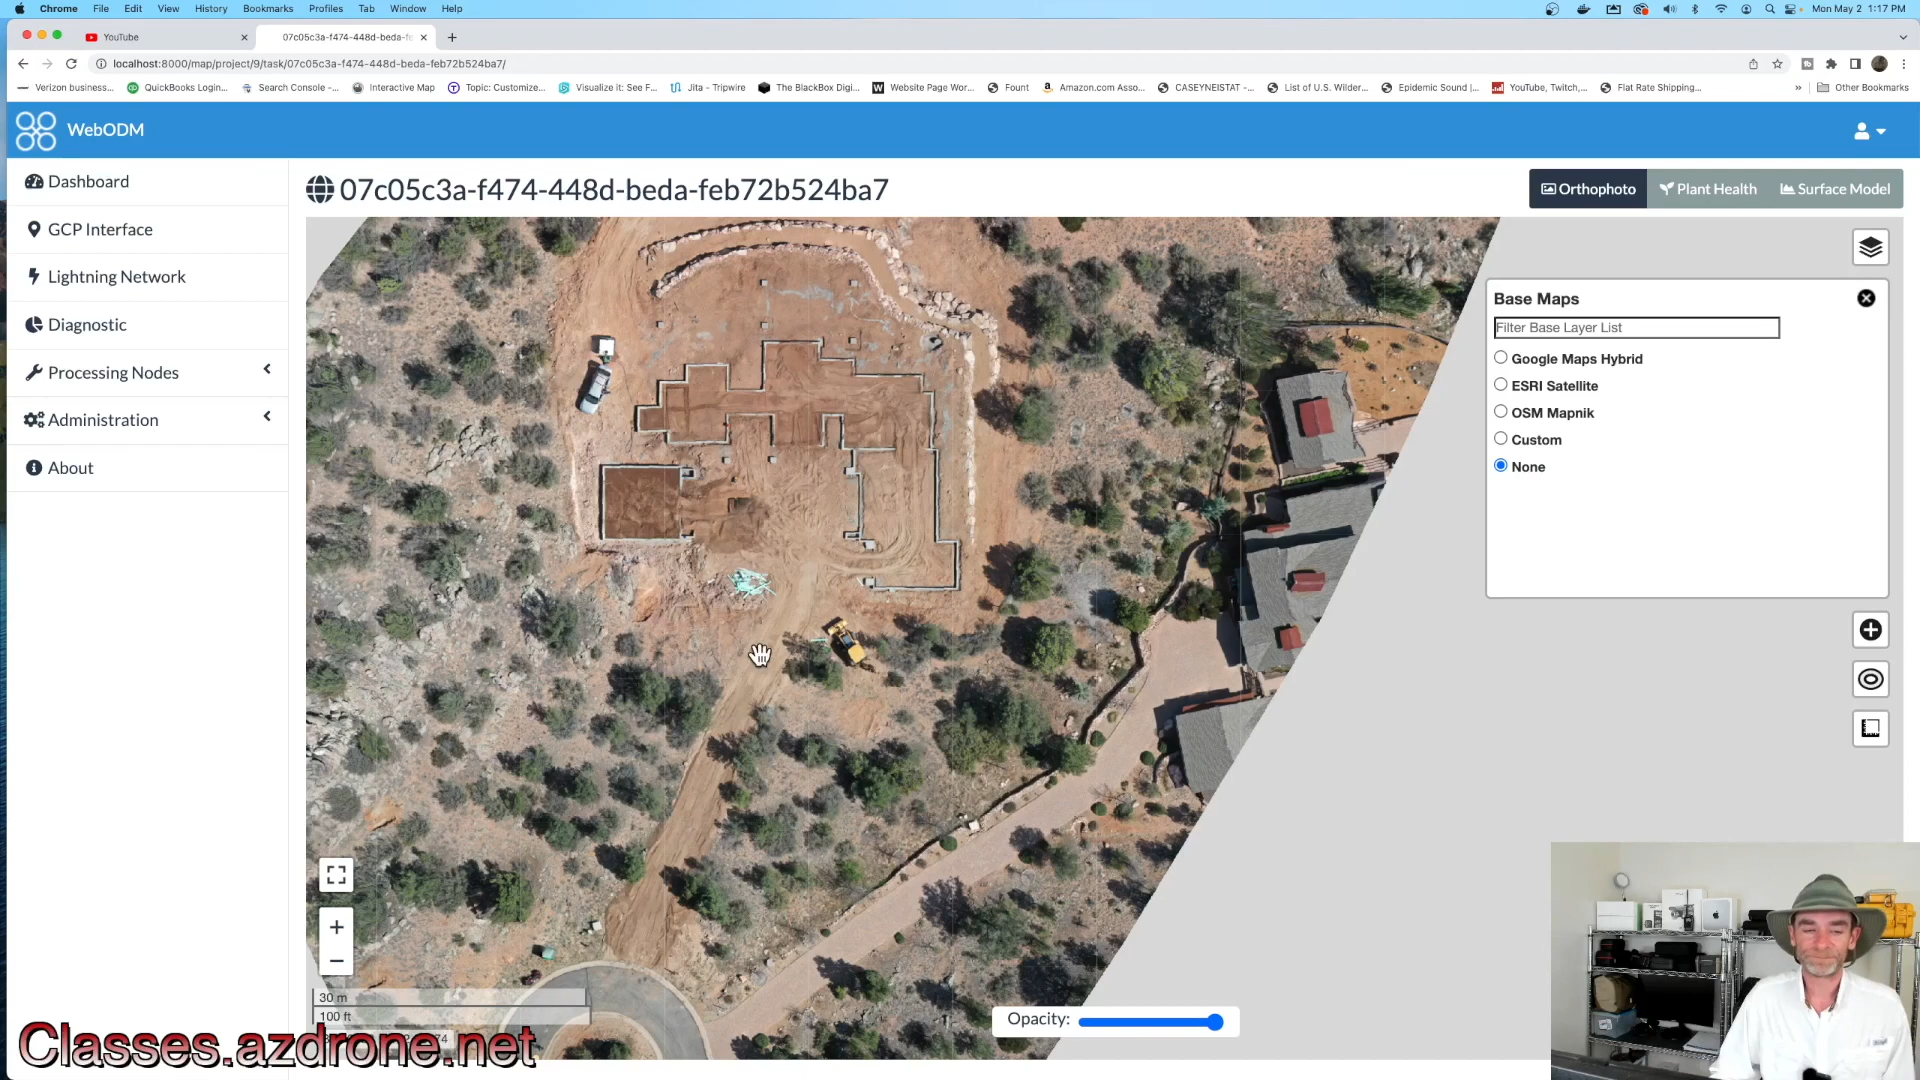 Chrome File Edit View History Bookmarks Profiles Tab Window Help Mon May 2 1:17 PM
YouTube 07c05c3a-f474-448d-beda-fe
localhost:8000/map/project/9/task/07c05c3a-f474-448d-beda-feb72b524ba7/
Verizon business... QuickBooks Login... Search Console -... Interactive Map Topic: Customize... Visualize it: See F... Jita - Tripwire The BlackBox Digi... Website Page Wor... Fount Amazon.com Asso... CASEYNEISTAT -... List of U.S. Wilder... Epidemic Sound |... YouTube, Twitch,... Flat Rate Shipping... » Other Bookmarks
WebODM
Dashboard
GCP Interface
Lightning Network
Diagnostic
Processing Nodes
Administration
About
07c05c3a-f474-448d-beda-feb72b524ba7
Orthophoto Plant Health Surface Model
Base Maps
Filter Base Layer List
Google Maps Hybrid
ESRI Satellite
OSM Mapnik
Custom
None
+
−
30 m
100 ft
Opacity:
Classes.azdrone.net